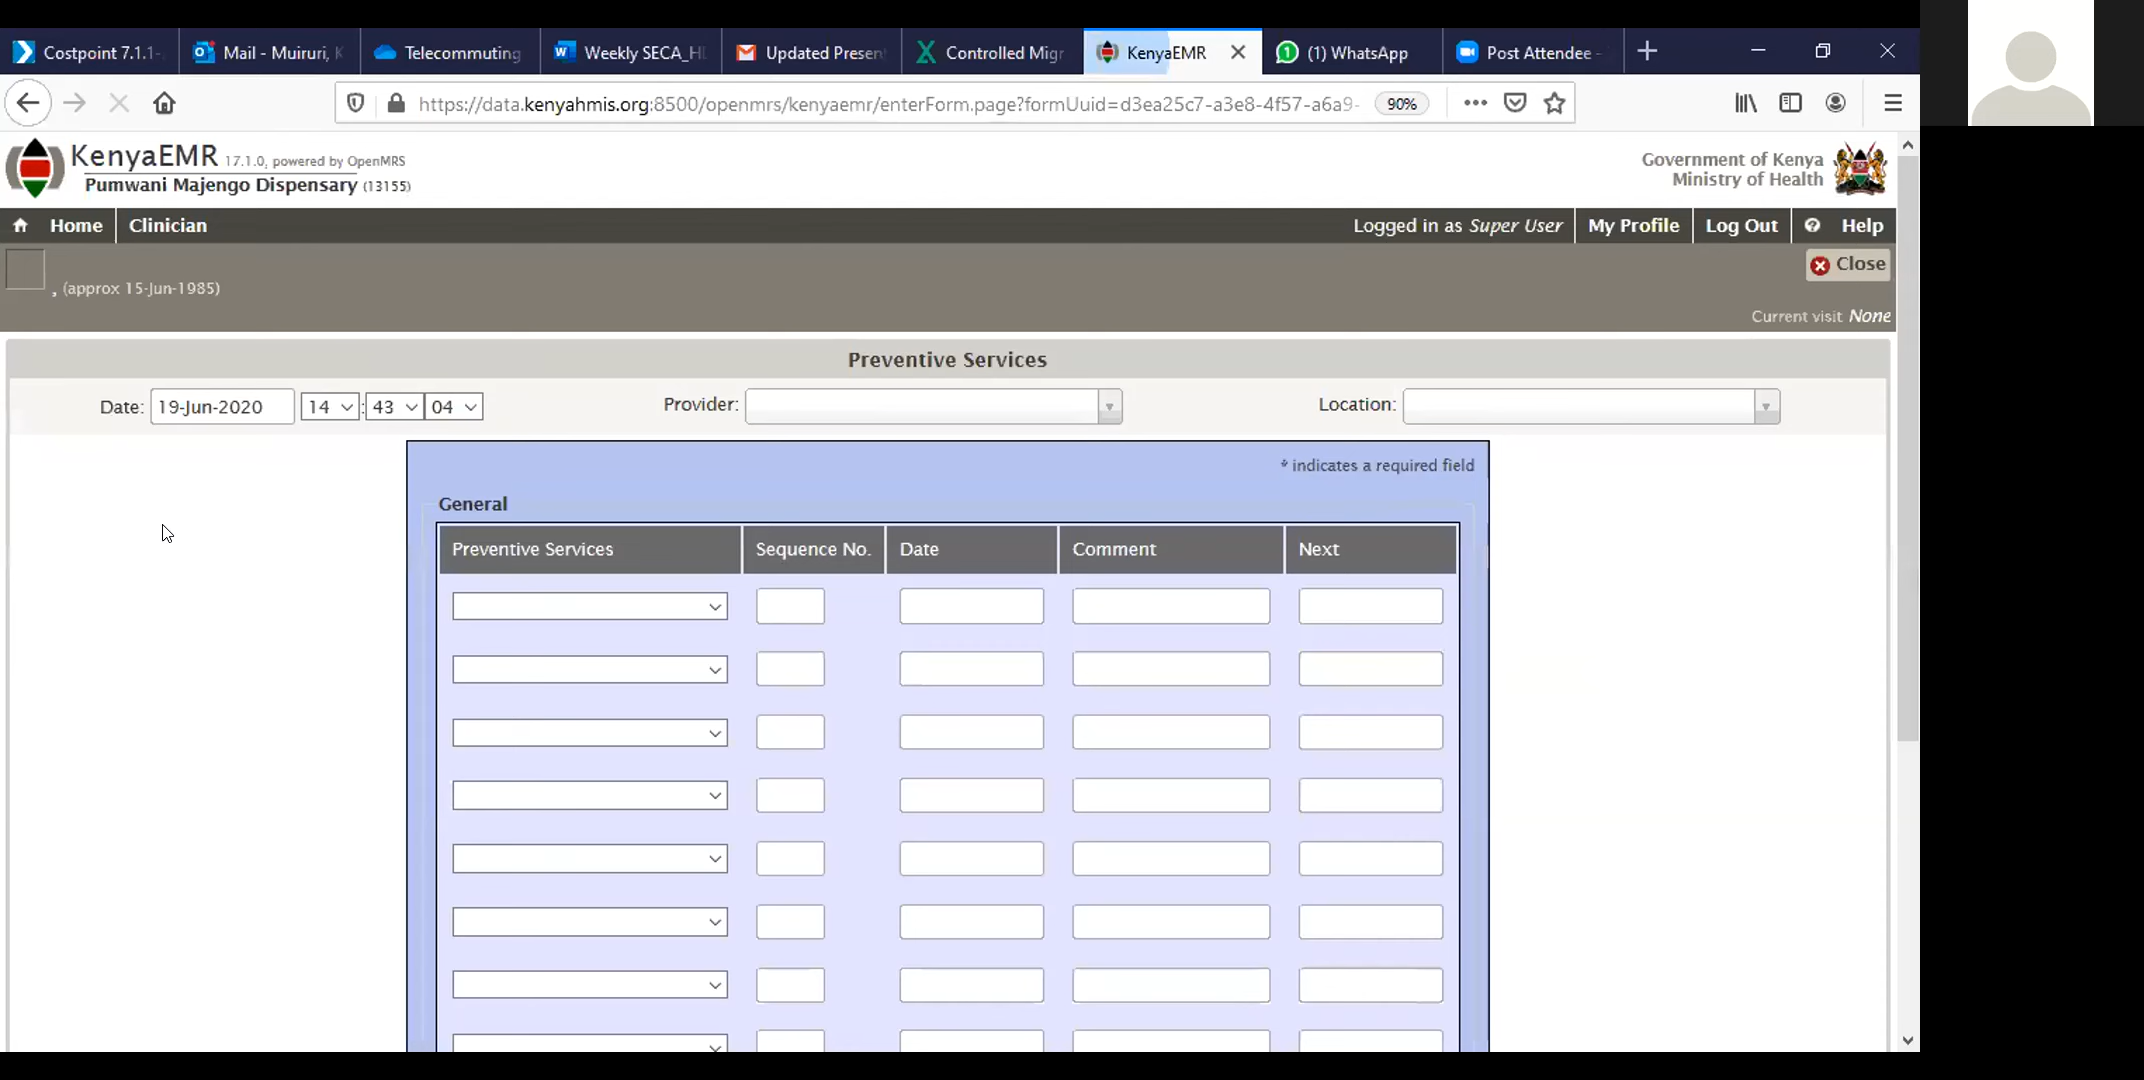 Costpoint 7.1.1- Mail - Muiruri, K Telecommuting Weekly SECA_HI Updated Presen Controlled Migr KenyaEMR (1) WhatsApp Post Attendee -
https://data.kenyahmis.org:8500/openmrs/kenyaemr/enterForm.page?formUuid=d3ea25c7-a3e8-4f57-a6a9- 90%
KenyaEMR 17.1.0, powered by OpenMRS
Pumwani Majengo Dispensary (13155)
Government of Kenya
Ministry of Health
Home Clinician Logged in as Super User My Profile Log Out Help
Close
, (approx 15-Jun-1985)
Current visit None
Preventive Services
Date: 19-Jun-2020 14 : 43 04 Provider: Location:
* indicates a required field
General
Preventive Services Sequence No. Date Comment Next